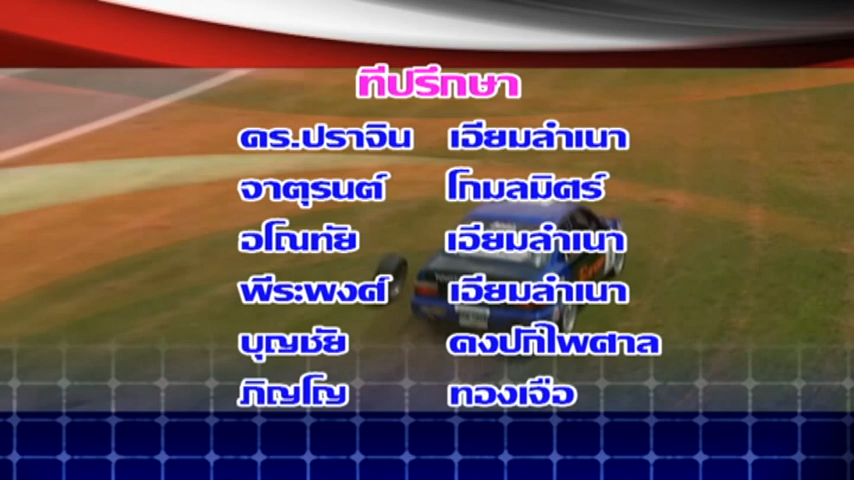 ที่ปรึกษา
ดร.ปราจิน เอี่ยมลำเนา
จาตุรนต์ โกมลมิศร์
อโณทัย เอี่ยมลำเนา
พีระพงศ์ เอี่ยมลำเนา
บุญชัย คงปักไพศาล
ภิญโญ ทองเจือ